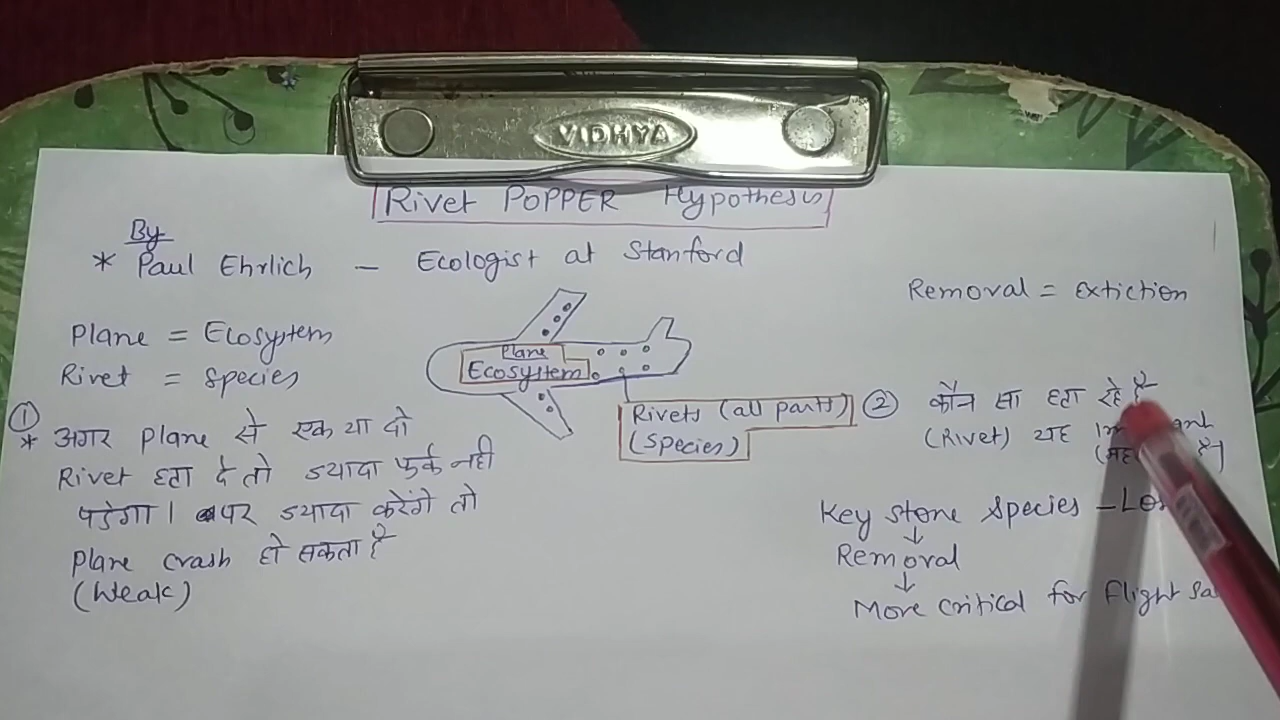 VIDHYA
Rivet POPPER Hypothesis
By
* Paul Ehrlich — Ecologist at Stanford
Removal = Extiction
Plane = Ecosystem
Rivet = Species
Plane
Ecosystem
Rivets (all parts)
(Species)
① * अगर Plane से एक या दो
Rivet हटा दे तो ज्यादा फर्क नही
पड़ेगा। पर ज्यादा करेंगे तो
Plane crash हो सकता है
(Weak)
② कौन सा हटा रहे है
(Rivet) यह
Key stone Species –
↓
Removal
↓
More critical for flight